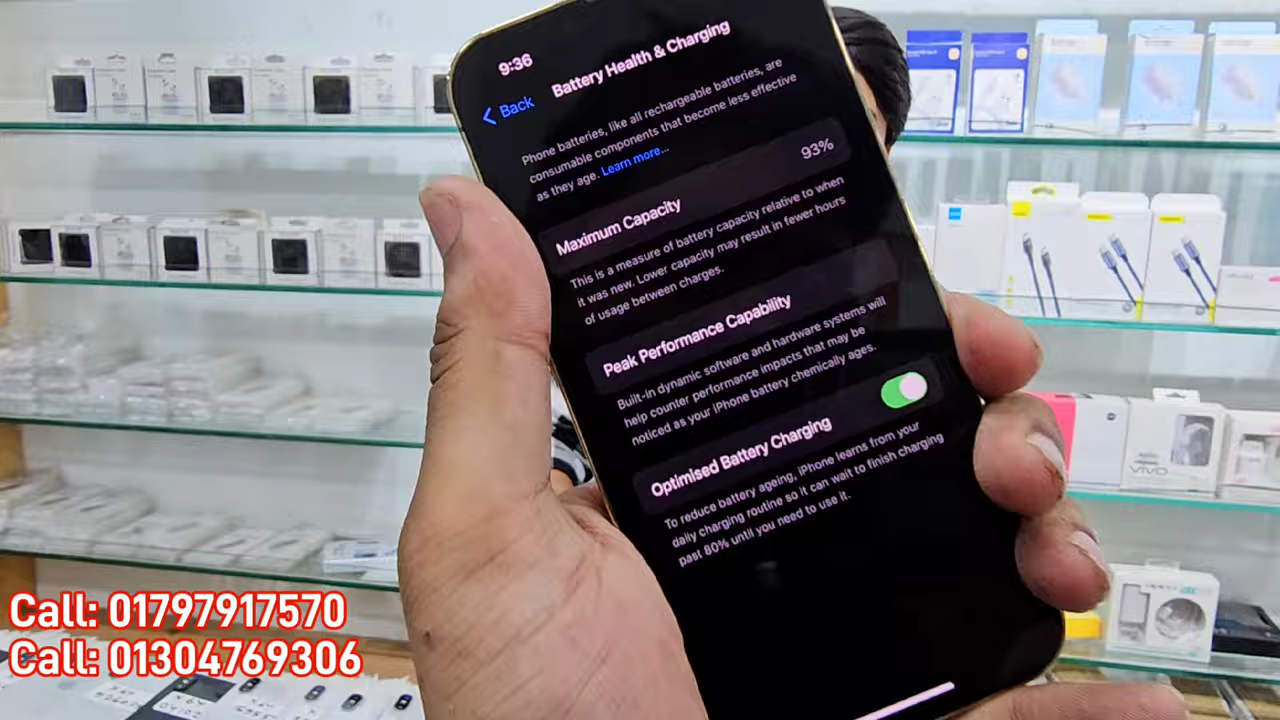 9:36
Back
Battery Health & Charging
Phone batteries, like all rechargeable batteries, are
consumable components that become less effective
as they age. Learn more...
Maximum Capacity
93%
This is a measure of battery capacity relative to when
it was new. Lower capacity may result in fewer hours
of usage between charges.
Peak Performance Capability
Built-in dynamic software and hardware systems will
help counter performance impacts that may be
noticed as your iPhone battery chemically ages.
Optimised Battery Charging
To reduce battery ageing, iPhone learns from your
daily charging routine so it can wait to finish charging
past 80% until you need to use it.
VIVO
Call: 01797917570
Call: 01304769306